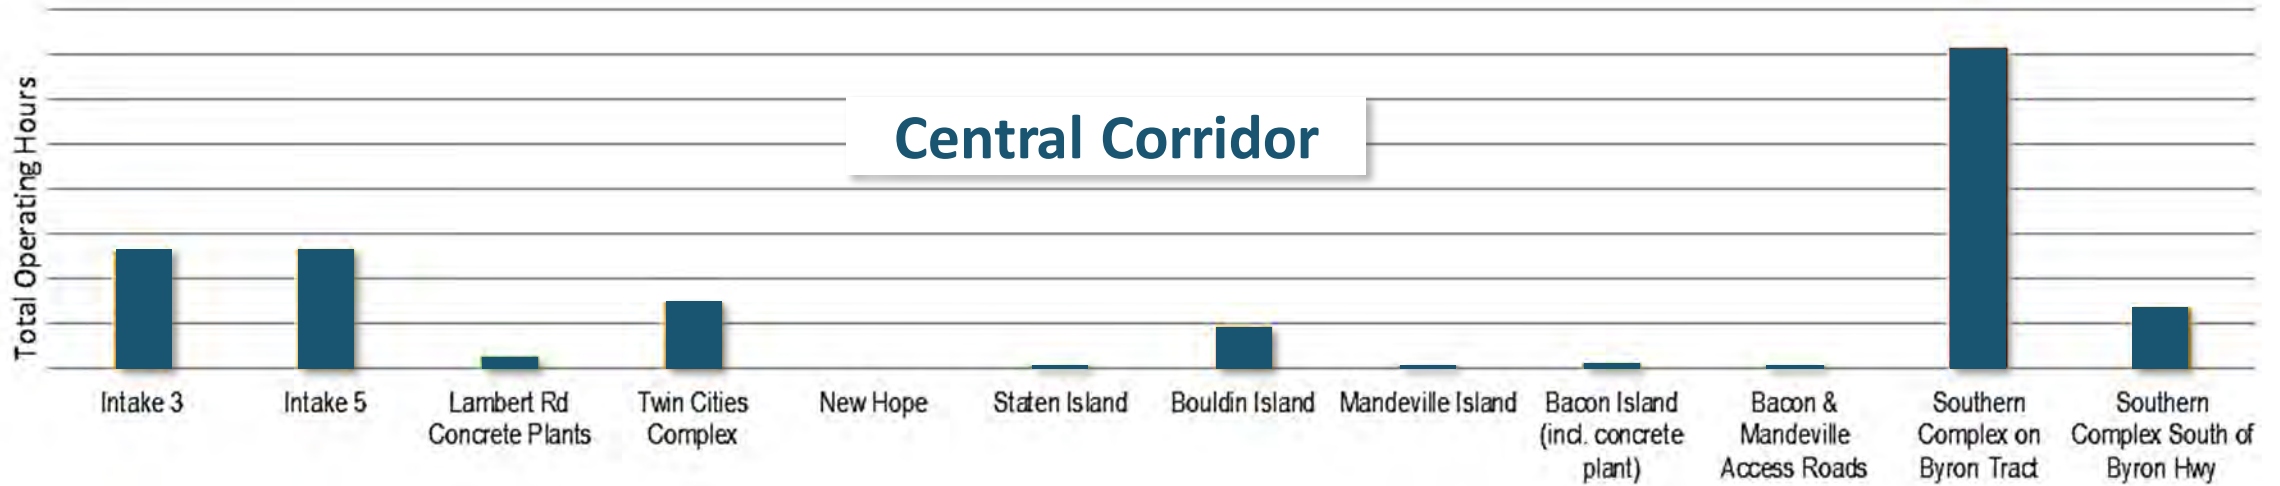 Central Corridor
Total Operating Hours
Intake 3
Intake 5
Lambert Rd
Concrete Plants
Twin Cities
Complex
New Hope
Staten Island
Bouldin Island
Mandeville Island
Bacon Island
(incl. concrete
plant)
Bacon &
Mandeville
Access Roads
Southern
Complex on
Byron Tract
Southern
Complex South of
Byron Hwy